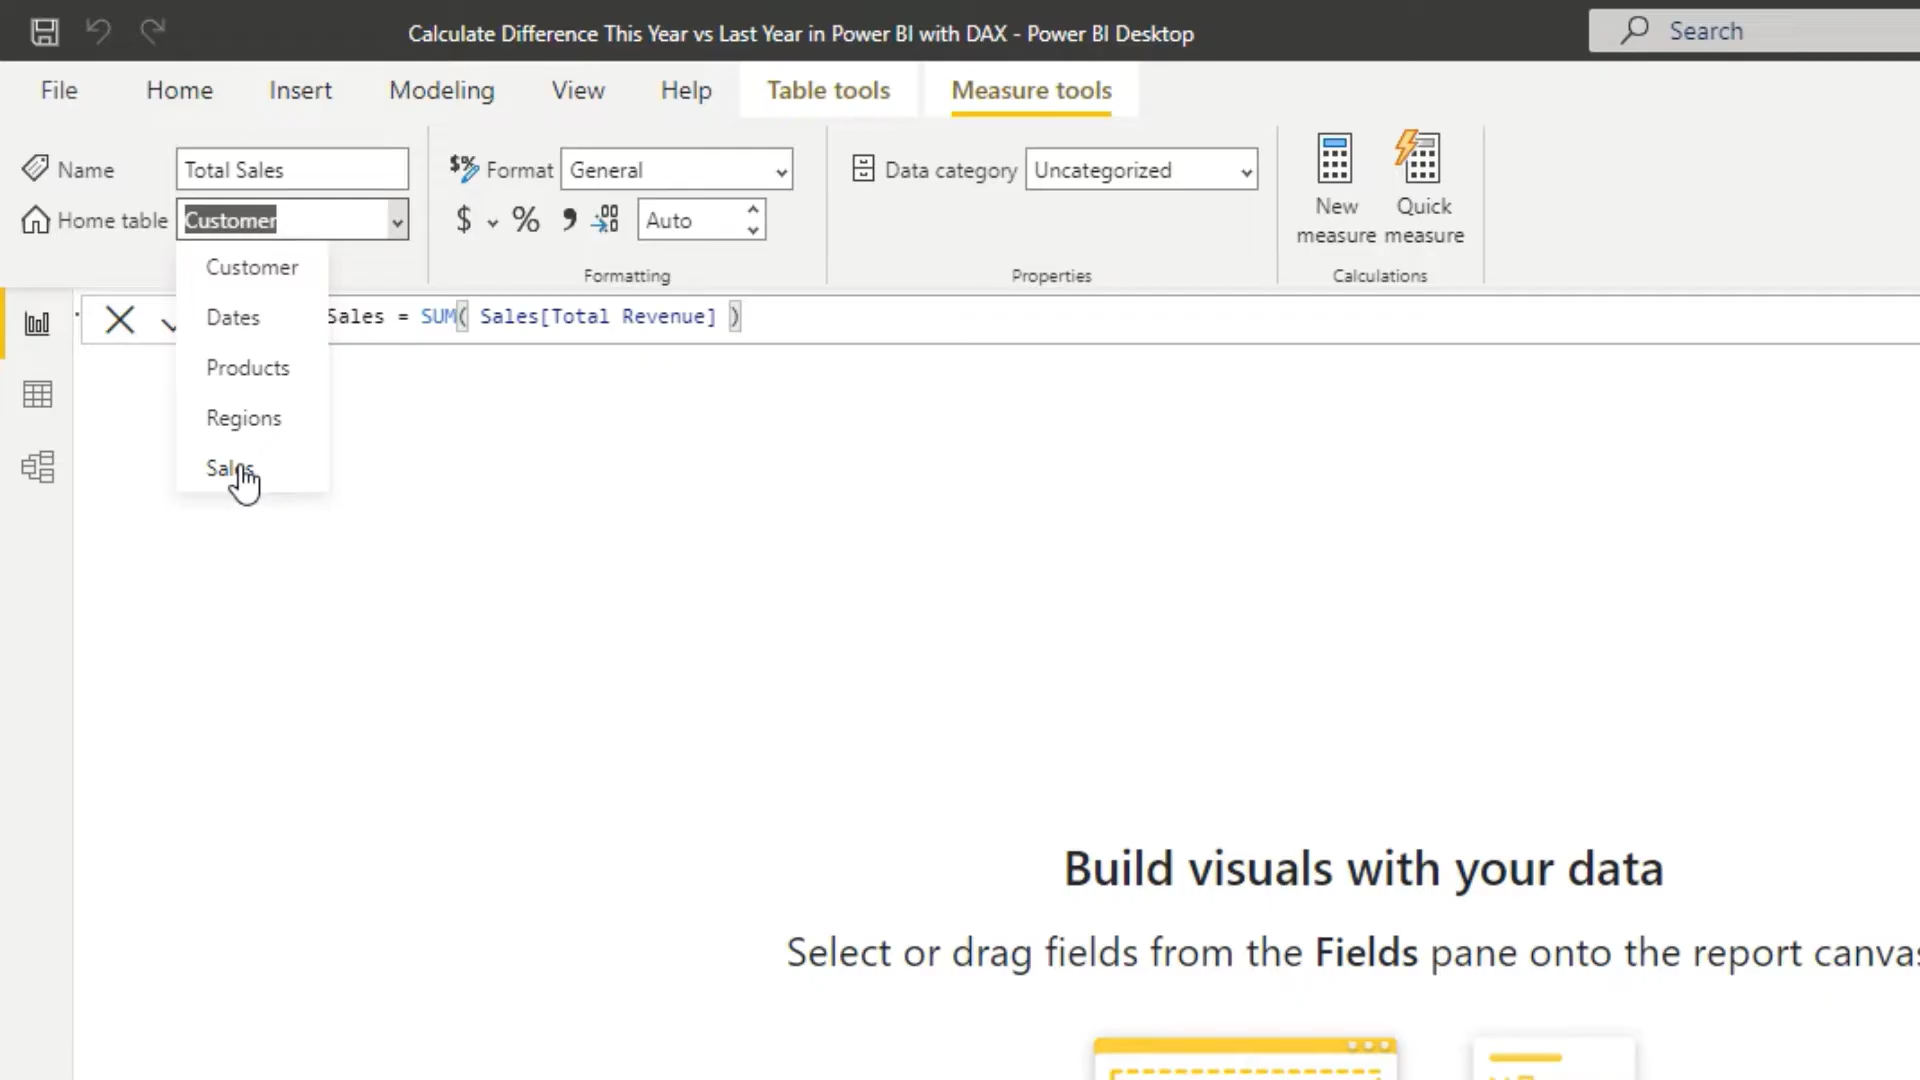 Calculate Difference This Year vs Last Year in Power BI with DAX - Power BI Desktop
Search
File Home Insert Modeling View Help Table tools Measure tools
Name Total Sales
Home table Customer
$% Format General
$ % , .00 Auto
Formatting
Data category Uncategorized
Properties
New measure
Quick measure
Calculations
Customer
Dates
Products
Regions
Sales
Sales = SUM( Sales[Total Revenue] )
Build visuals with your data
Select or drag fields from the Fields pane onto the report canvas